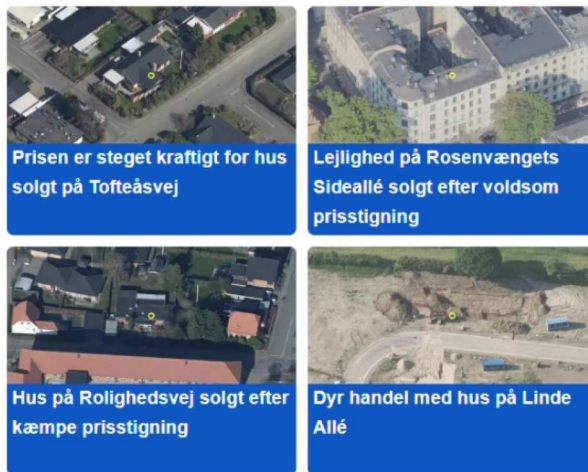 Prisen er steget kraftigt for hus
solgt på Tofteåsvej
Lejlighed på Rosenvængets
Sideallé solgt efter voldsom
prisstigning
Hus på Rolighedsvej solgt efter
kæmpe prisstigning
Dyr handel med hus på Linde
Allé